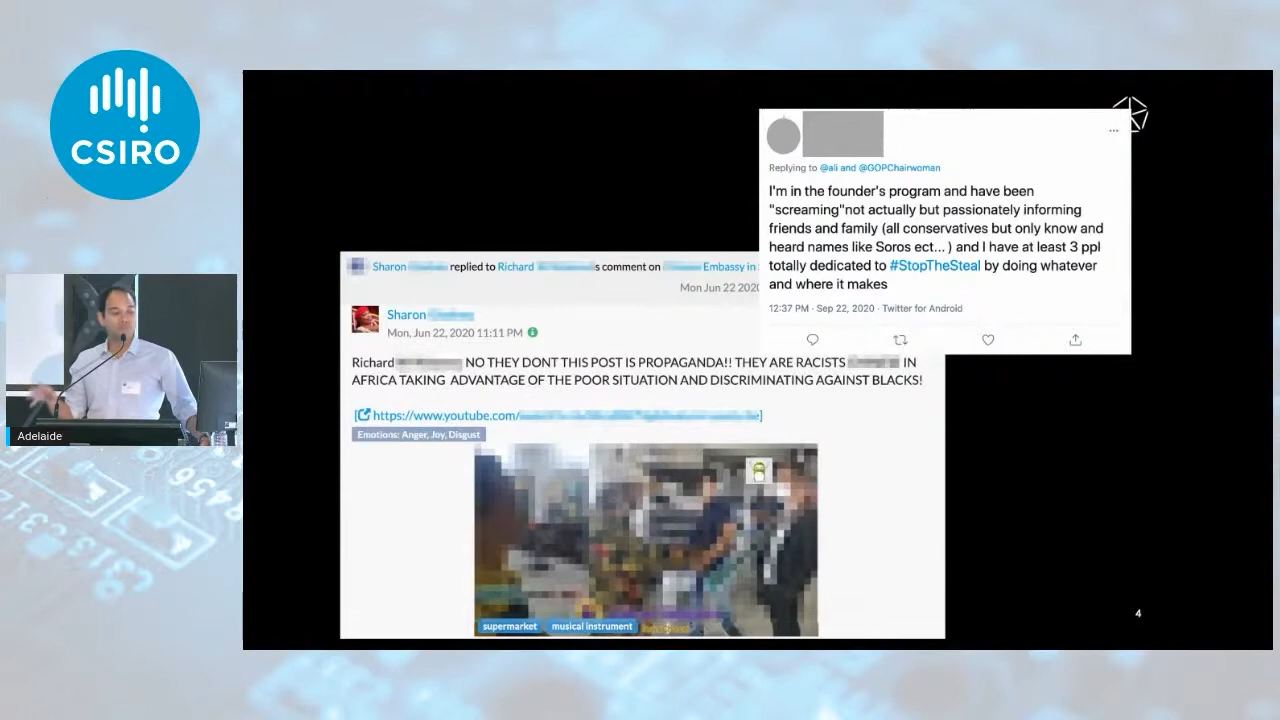 CSIRO
Adelaide
Replying to @ali and @GOPChairwoman
I'm in the founder's program and have been
"screaming"not actually but passionately informing
friends and family (all conservatives but only know and
heard names like Soros ect... ) and I have at least 3 ppl
totally dedicated to #StopTheSteal by doing whatever
and where it makes
12:37 PM · Sep 22, 2020 · Twitter for Android
Sharon replied to Richard s comment on Embassy in
Mon Jun 22 2020
Sharon
Mon, Jun 22, 2020 11:11 PM
Richard NO THEY DONT THIS POST IS PROPAGANDA!! THEY ARE RACISTS IN
AFRICA TAKING ADVANTAGE OF THE POOR SITUATION AND DISCRIMINATING AGAINST BLACKS!
[https://www.youtube.com/ ]
Emotions: Anger, Joy, Disgust
supermarket musical instrument
4